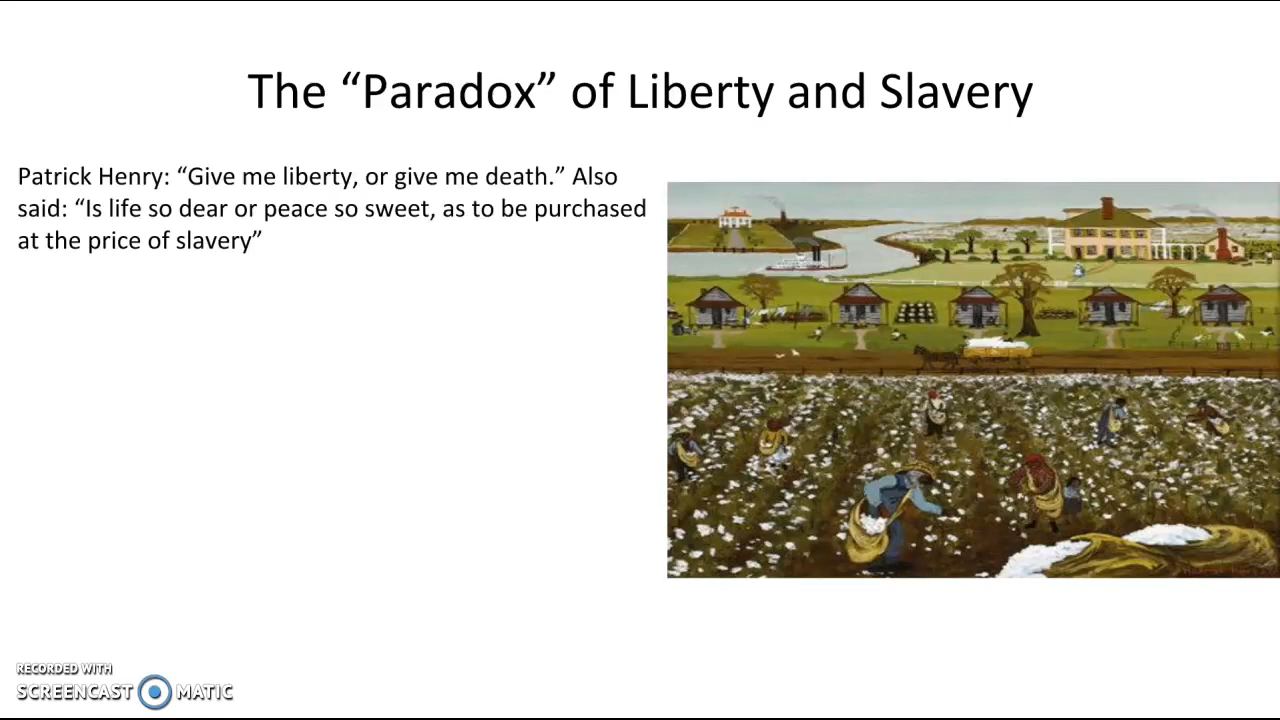 The “Paradox” of Liberty and Slavery
Patrick Henry: “Give me liberty, or give me death.” Also
said: “Is life so dear or peace so sweet, as to be purchased
at the price of slavery”
RECORDED WITH
SCREENCAST MATIC